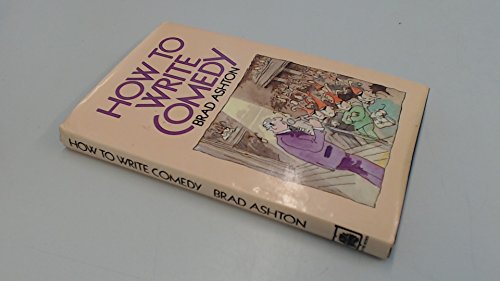 HOW TO
WRITE
COMEDY
BRAD ASHTON
HOW TO WRITE COMEDY BRAD ASHTON